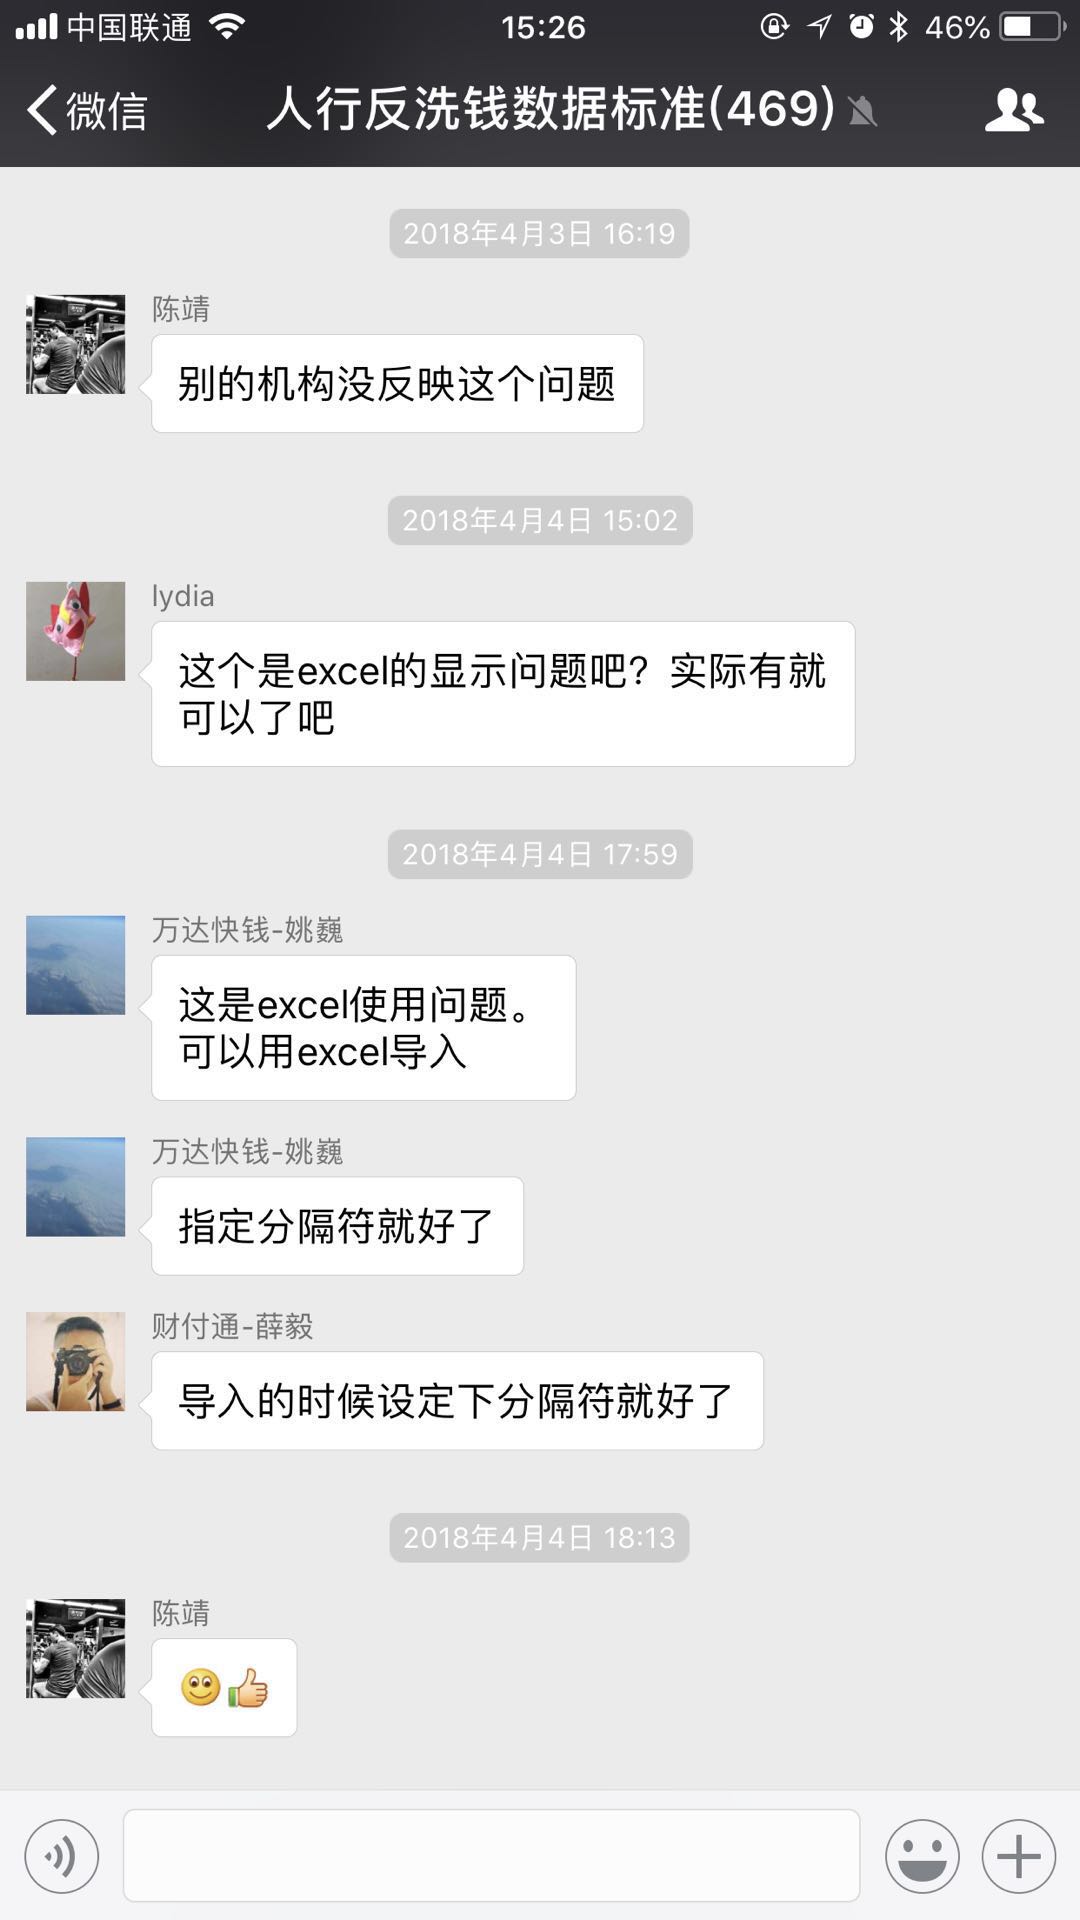 中国联通 15:26 46%
微信 人行反洗钱数据标准(469)
2018年4月3日 16:19
陈靖
别的机构没反映这个问题
2018年4月4日 15:02
lydia
这个是excel的显示问题吧？实际有就
可以了吧
2018年4月4日 17:59
万达快钱-姚巍
这是excel使用问题。
可以用excel导入
万达快钱-姚巍
指定分隔符就好了
财付通-薛毅
导入的时候设定下分隔符就好了
2018年4月4日 18:13
陈靖